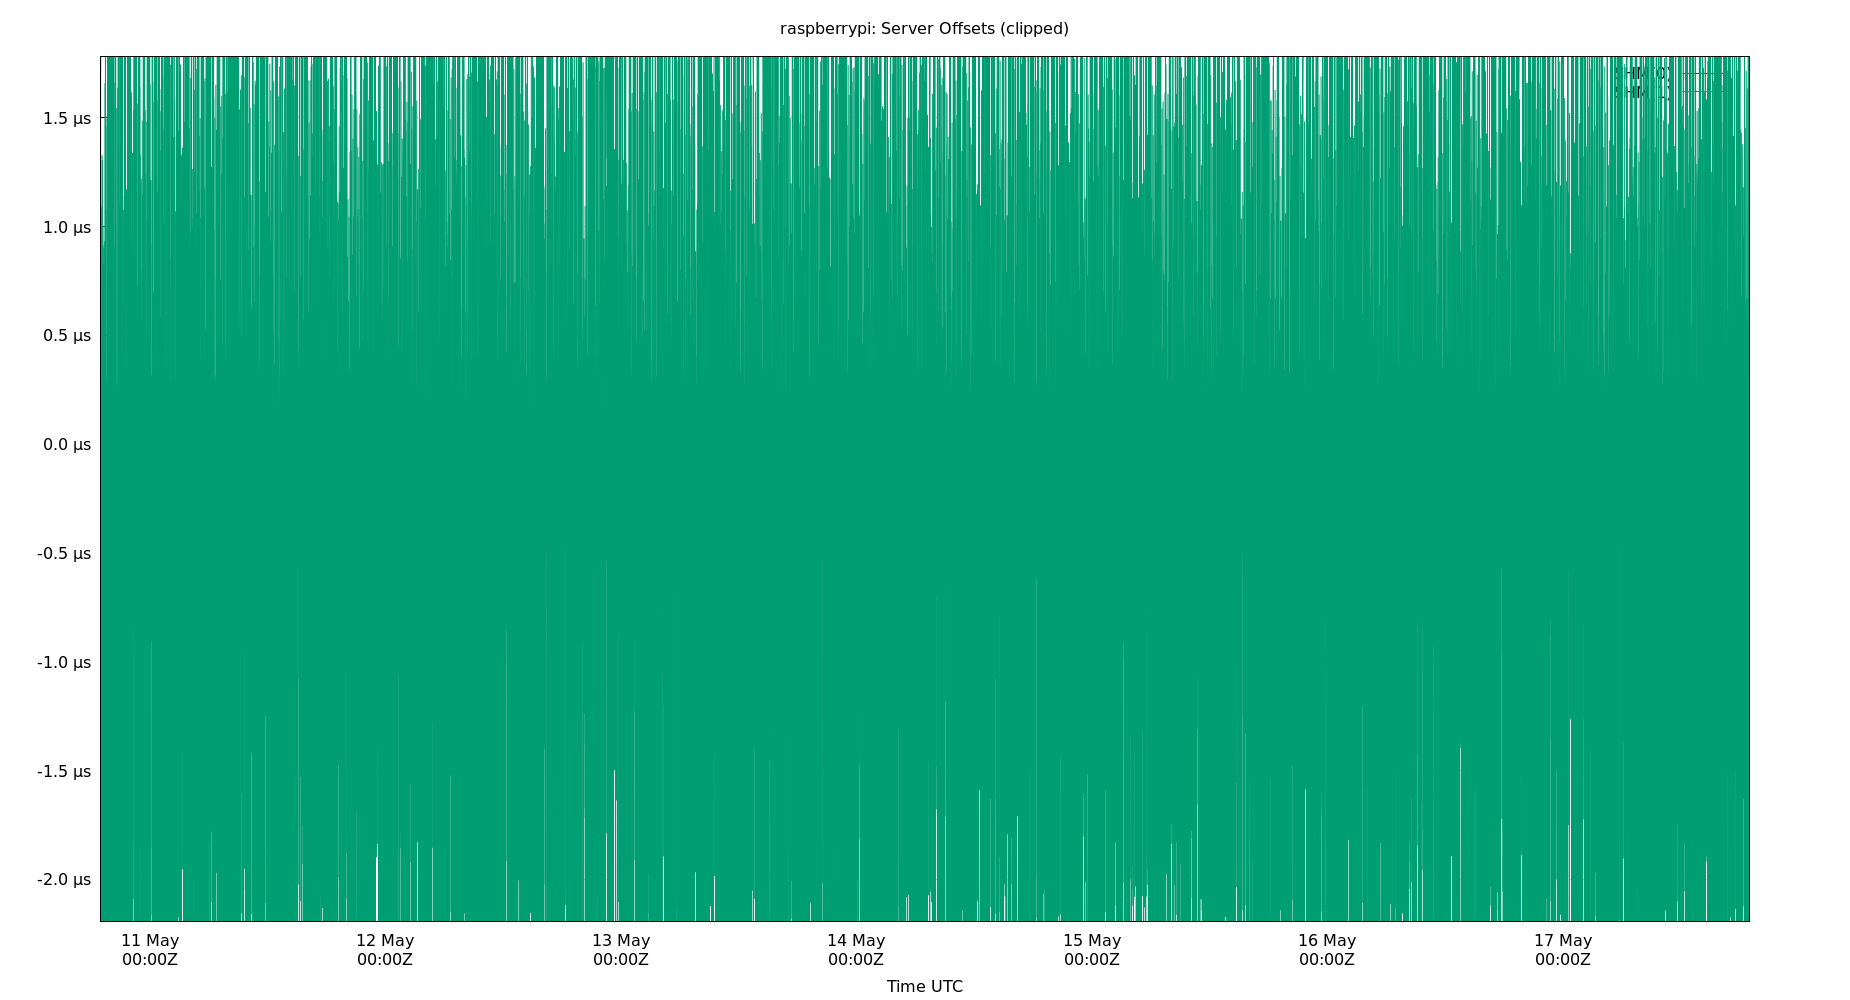 raspberrypi: Server Offsets (clipped)
1.5 µs
1.0 µs
0.5 µs
0.0 µs
-0.5 µs
-1.0 µs
-1.5 µs
-2.0 µs
11 May
00:00Z
12 May
00:00Z
13 May
00:00Z
14 May
00:00Z
15 May
00:00Z
16 May
00:00Z
17 May
00:00Z
Time UTC